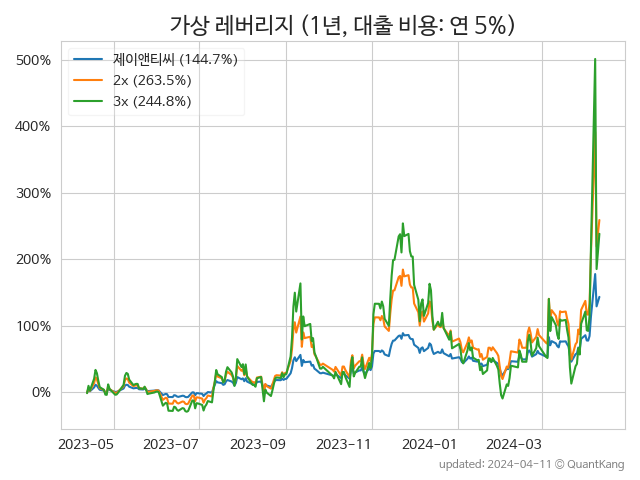 가상 레버리지 (1년, 대출 비용: 연 5%)
500%
400%
300%
200%
100%
0%
제이앤티씨 (144.7%)
2x (263.5%)
3x (244.8%)
2023-05
2023-07
2023-09
2023-11
2024-01
2024-03
updated: 2024-04-11 © QuantKang